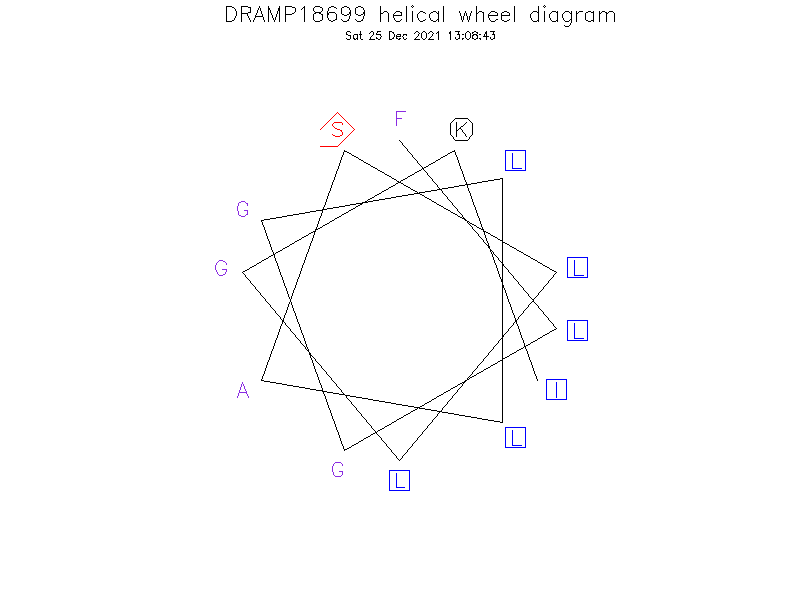 DRAMP18699 helical wheel diagram
Sat 25 Dec 2021 13:08:43
S F K
L
G
G L
L
A I
L
G L